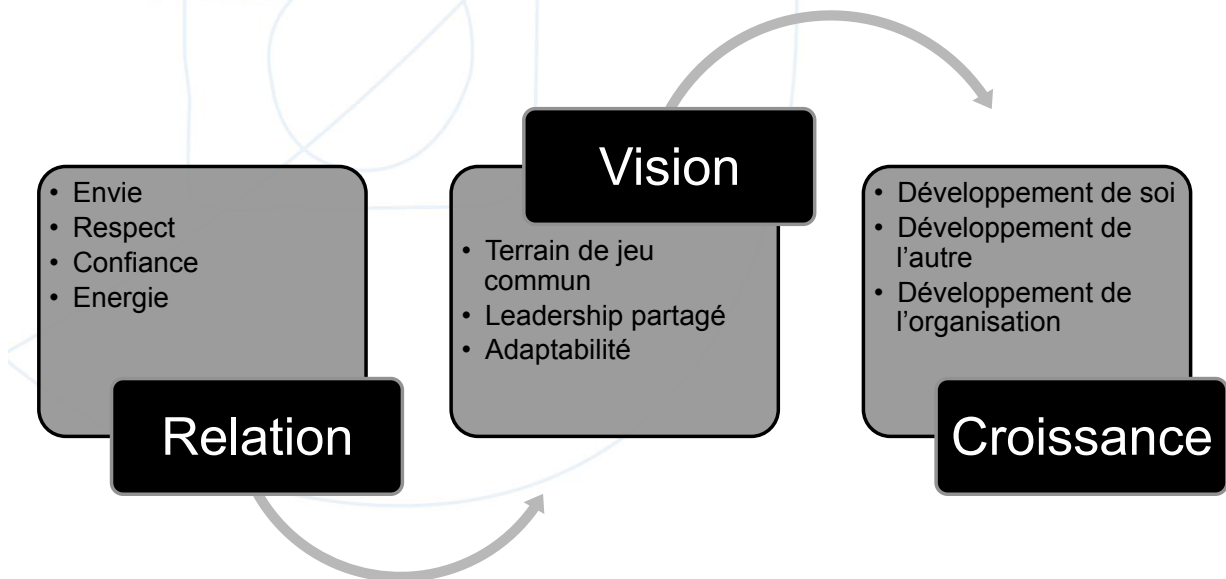 • Envie
• Respect
• Confiance
• Energie
Relation
Vision
• Terrain de jeu
commun
• Leadership partagé
• Adaptabilité
• Développement de soi
• Développement de
l’autre
• Développement de
l’organisation
Croissance